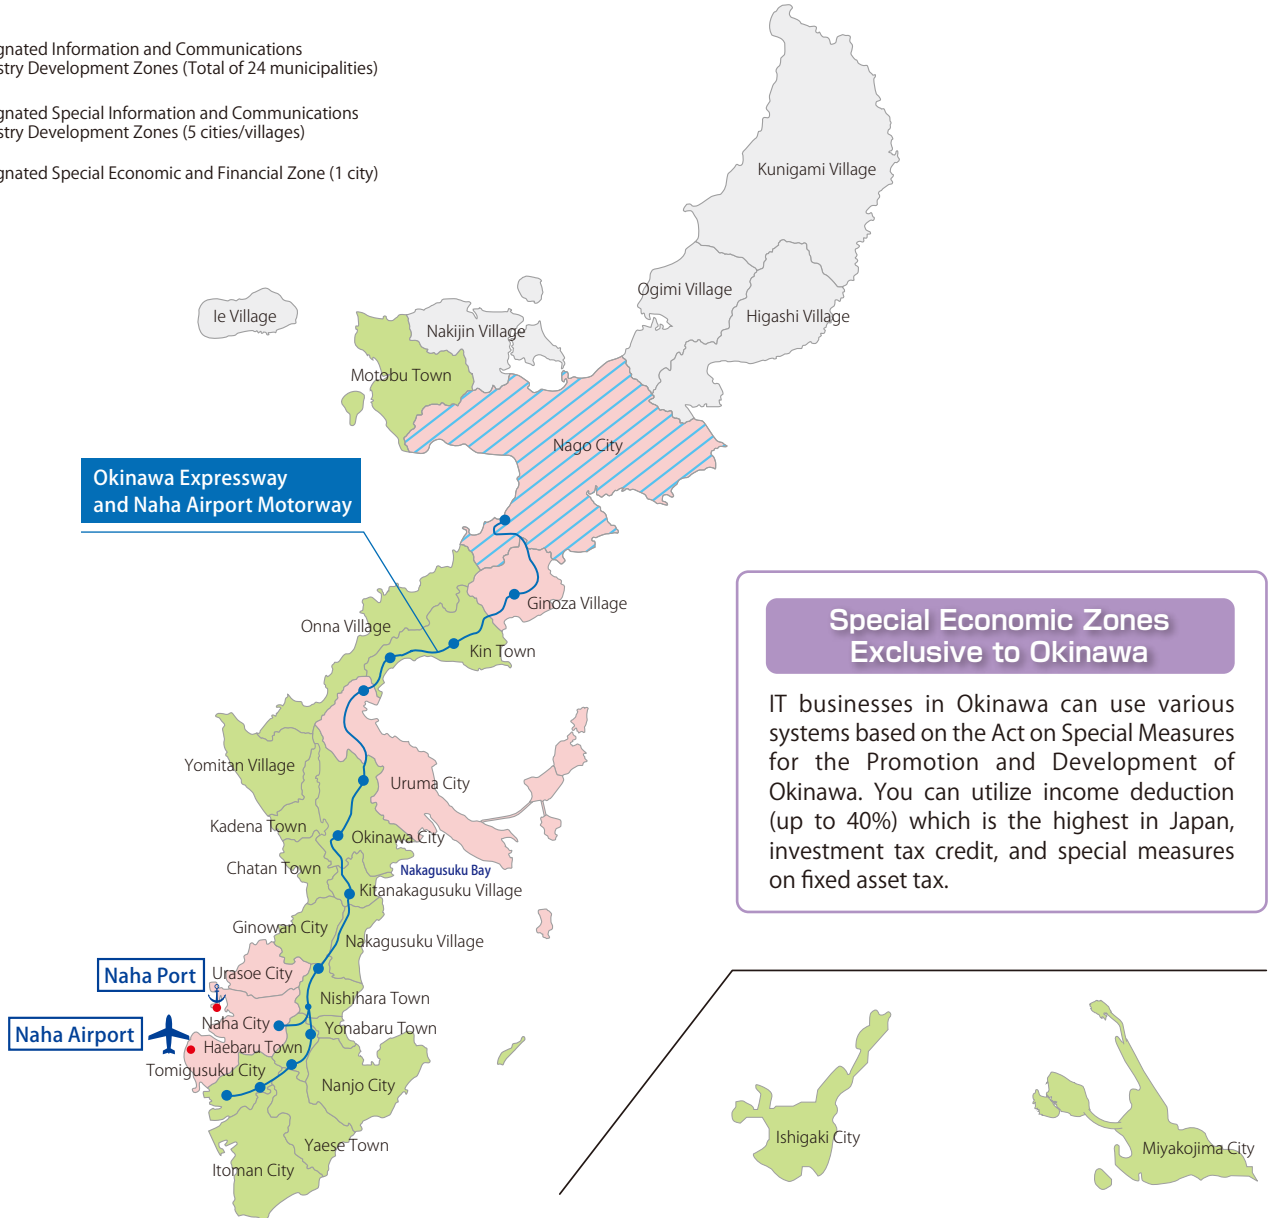 gnated Information and Communications
stry Development Zones (Total of 24 municipalities)
gnated Special Information and Communications
stry Development Zones (5 cities/villages)
gnated Special Economic and Financial Zone (1 city)
Kunigami Village
Ogimi Village
Higashi Village
Ie Village
Nakijin Village
Motobu Town
Nago City
Okinawa Expressway
and Naha Airport Motorway
Ginoza Village
Onna Village
Kin Town
Yomitan Village
Uruma City
Kadena Town
Okinawa City
Chatan Town
Nakagusuku Bay
Kitanakagusuku Village
Ginowan City
Nakagusuku Village
Naha Port
Urasoe City
Nishihara Town
Naha City
Yonabaru Town
Naha Airport
Haebaru Town
Tomigusuku City
Nanjo City
Yaese Town
Itoman City
Special Economic Zones
Exclusive to Okinawa
IT businesses in Okinawa can use various
systems based on the Act on Special Measures
for the Promotion and Development of
Okinawa. You can utilize income deduction
(up to 40%) which is the highest in Japan,
investment tax credit, and special measures
on fixed asset tax.
Ishigaki City
Miyakojima City